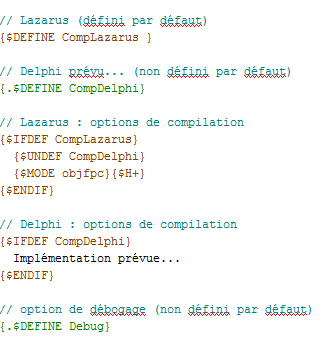 // Lazarus (défini par défaut)
{$DEFINE CompLazarus }
// Delphi prévu... (non défini par défaut)
{.$DEFINE CompDelphi}
// Lazarus : options de compilation
{$IFDEF CompLazarus}
{$UNDEF CompDelphi}
{$MODE objfpc}{$H+}
{$ENDIF}
// Delphi : options de compilation
{$IFDEF CompDelphi}
Implémentation prévue...
{$ENDIF}
// option de débogage (non défini par défaut)
{.$DEFINE Debug}